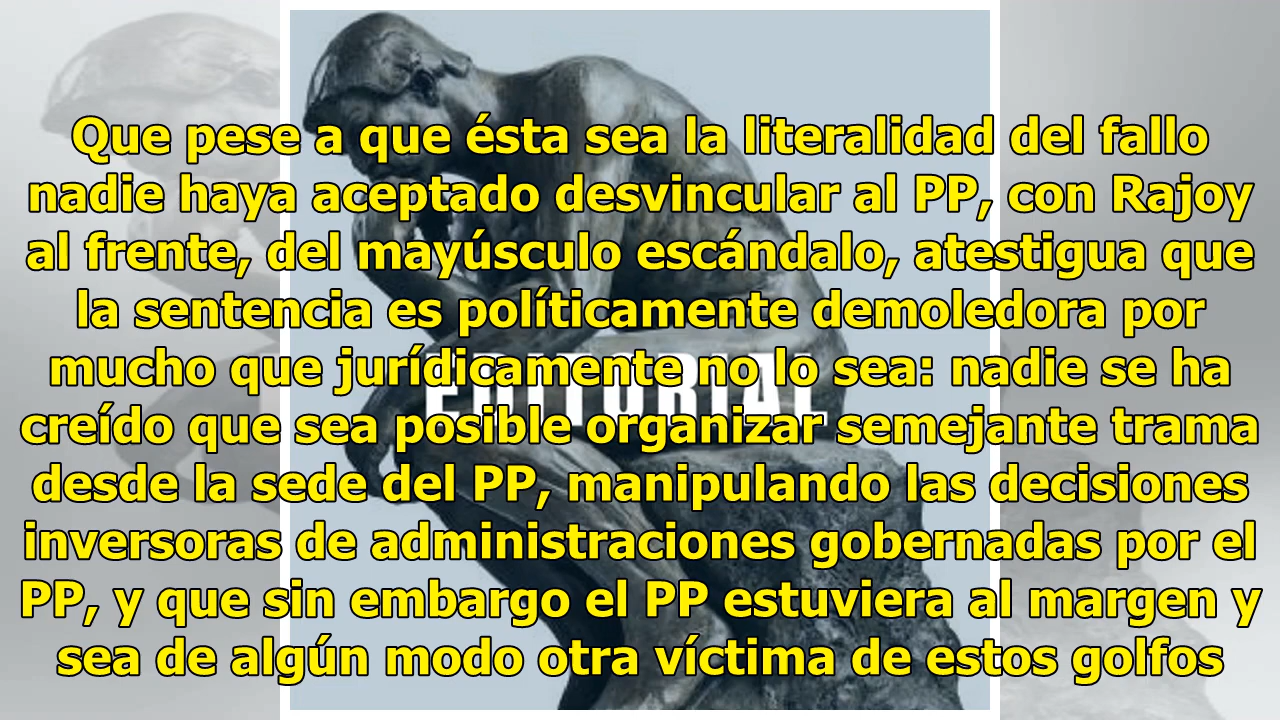 Que pese a que ésta sea la literalidad del fallo
nadie haya aceptado desvincular al PP, con Rajoy
al frente, del mayúsculo escándalo, atestigua que
la sentencia es políticamente demoledora por
mucho que jurídicamente no lo sea: nadie se ha
EDITORIAL
creído que sea posible organizar semejante trama
desde la sede del PP, manipulando las decisiones
inversoras de administraciones gobernadas por el
PP, y que sin embargo el PP estuviera al margen y
sea de algún modo otra víctima de estos golfos